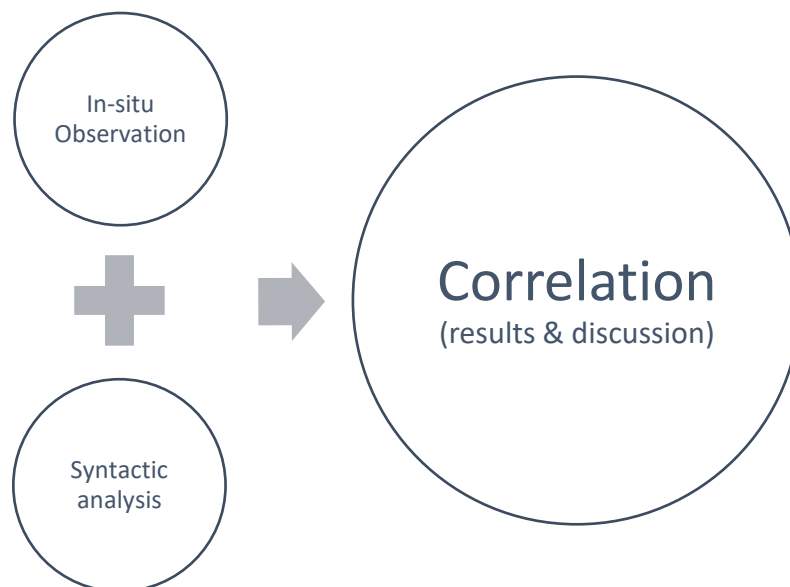 In-situ
Observation
Syntactic
analysis
Correlation
(results & discussion)